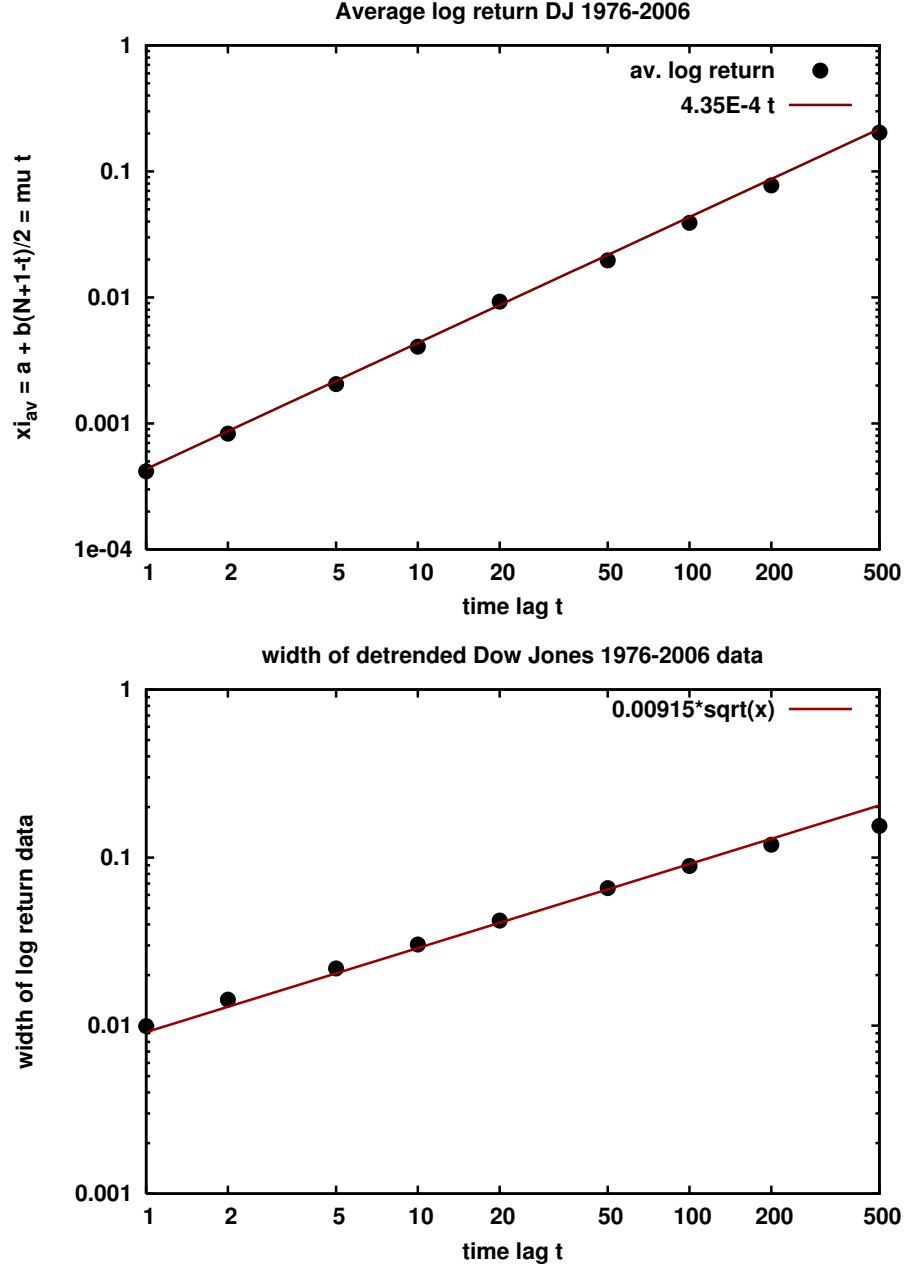 Average log return DJ 1976-2006
av. log return
4.35E-4 t
xi_av = a + b(N+1-t)/2 = mu t
1
0.1
0.01
0.001
1e-04
1 2 5 10 20 50 100 200 500
time lag t
width of detrended Dow Jones 1976-2006 data
0.00915*sqrt(x)
width of log return data
1
0.1
0.01
0.001
1 2 5 10 20 50 100 200 500
time lag t